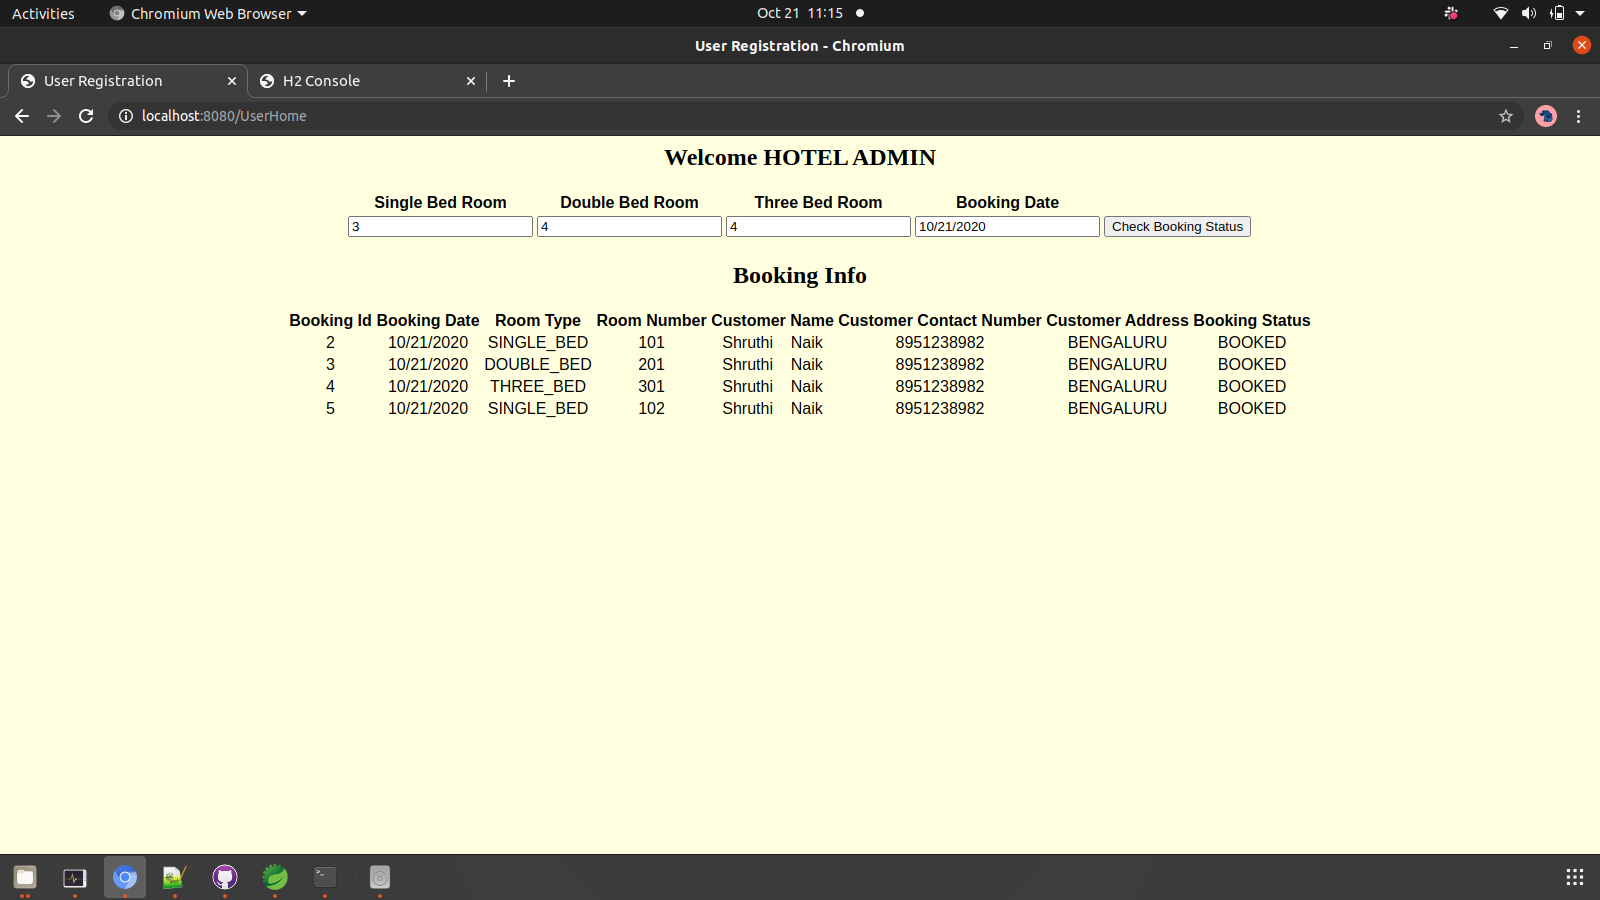 Activities Chromium Web Browser Oct 21 11:15
User Registration - Chromium
User Registration H2 Console
localhost:8080/UserHome
Welcome HOTEL ADMIN
Single Bed Room Double Bed Room Three Bed Room Booking Date
3 4 4 10/21/2020 Check Booking Status
Booking Info
Booking Id Booking Date Room Type Room Number Customer Name Customer Contact Number Customer Address Booking Status
2 10/21/2020 SINGLE_BED 101 Shruthi Naik 8951238982 BENGALURU BOOKED
3 10/21/2020 DOUBLE_BED 201 Shruthi Naik 8951238982 BENGALURU BOOKED
4 10/21/2020 THREE_BED 301 Shruthi Naik 8951238982 BENGALURU BOOKED
5 10/21/2020 SINGLE_BED 102 Shruthi Naik 8951238982 BENGALURU BOOKED